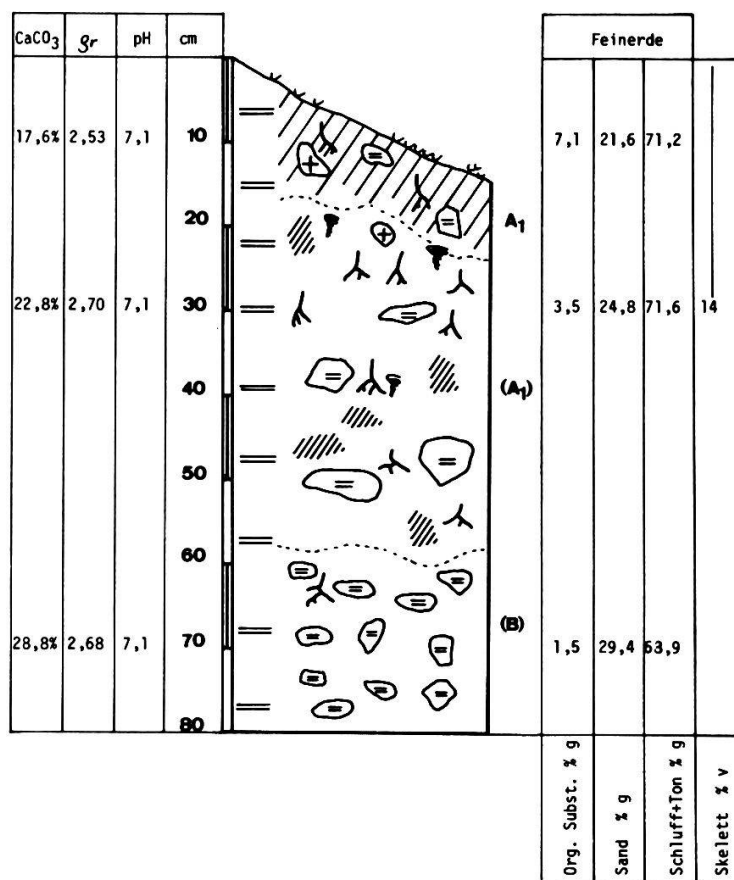 Feinerde
CaCO₃ ρr pH cm
17,6% 2,53 7,1 10 7,1 21,6 71,2
20 A₁
22,8% 2,70 7,1 30 3,5 24,8 71,6 14
40 (A₁)
50
60
(B)
28,8% 2,68 7,1 70 1,5 29,4
80
Org. Subst. % g
Sand % g
Schluff+Ton % g
Skelett % v